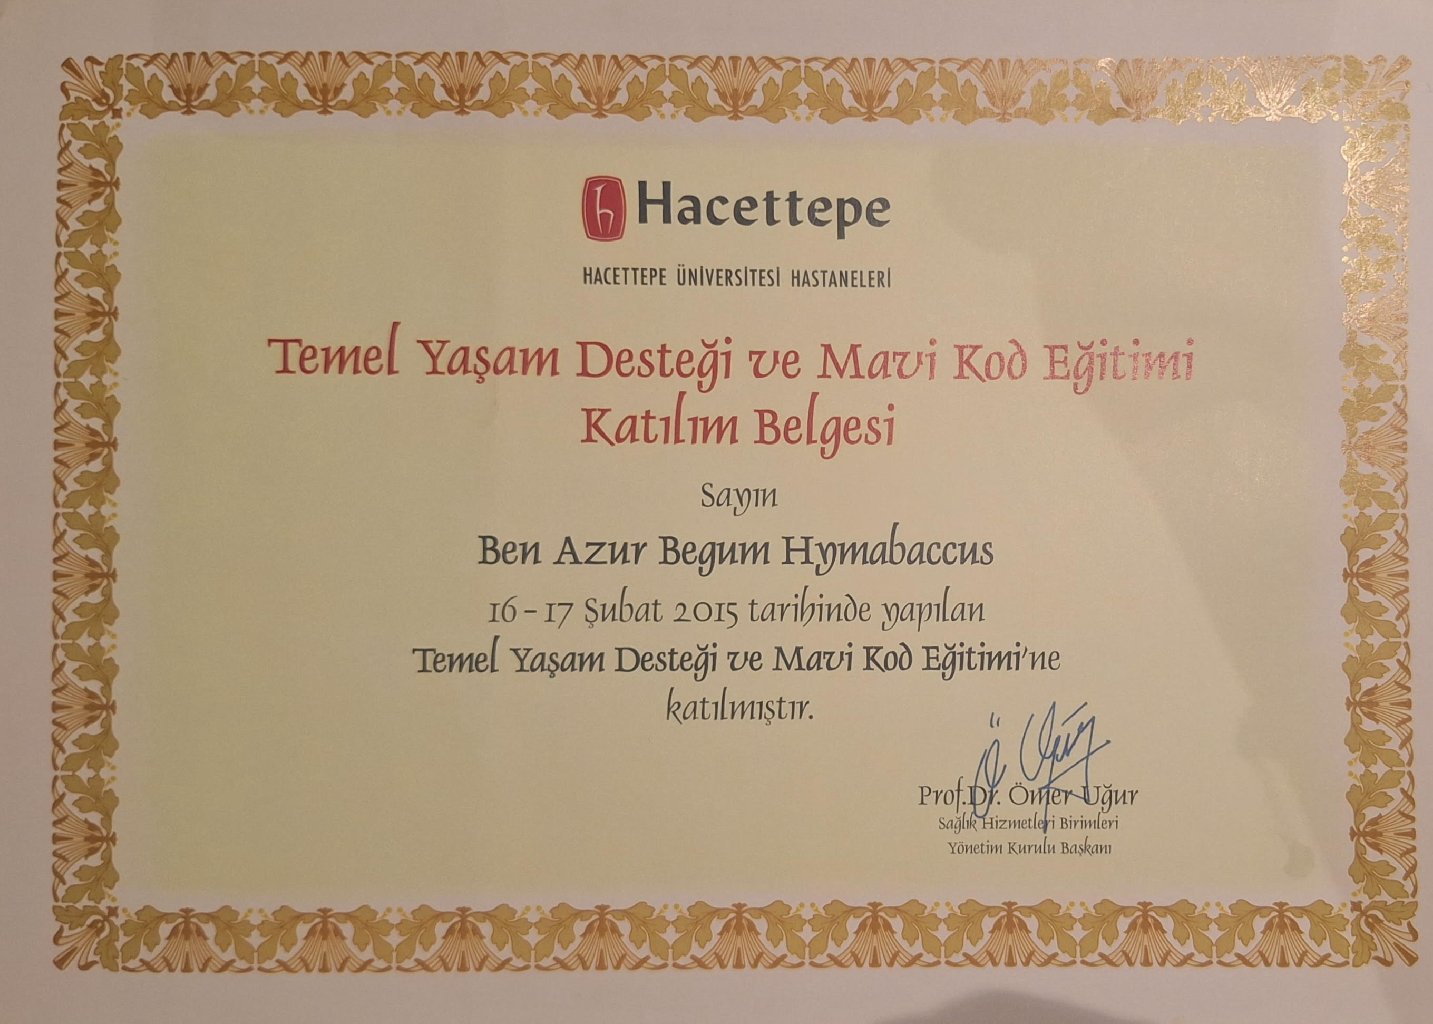 Hacettepe
HACETTEPE ÜNİVERSİTESİ HASTANELERİ
Temel Yaşam Desteği ve Mavi Kod Eğitimi
Katılım Belgesi
Sayın
Ben Azur Begum Hymabaccus
16-17 Şubat 2015 tarihinde yapılan
Temel Yaşam Desteği ve Mavi Kod Eğitimi'ne
katılmıştır.
Ö Uğur
Prof.Dr. Ömer Uğur
Sağlık Hizmetleri Birimleri
Yönetim Kurulu Başkanı